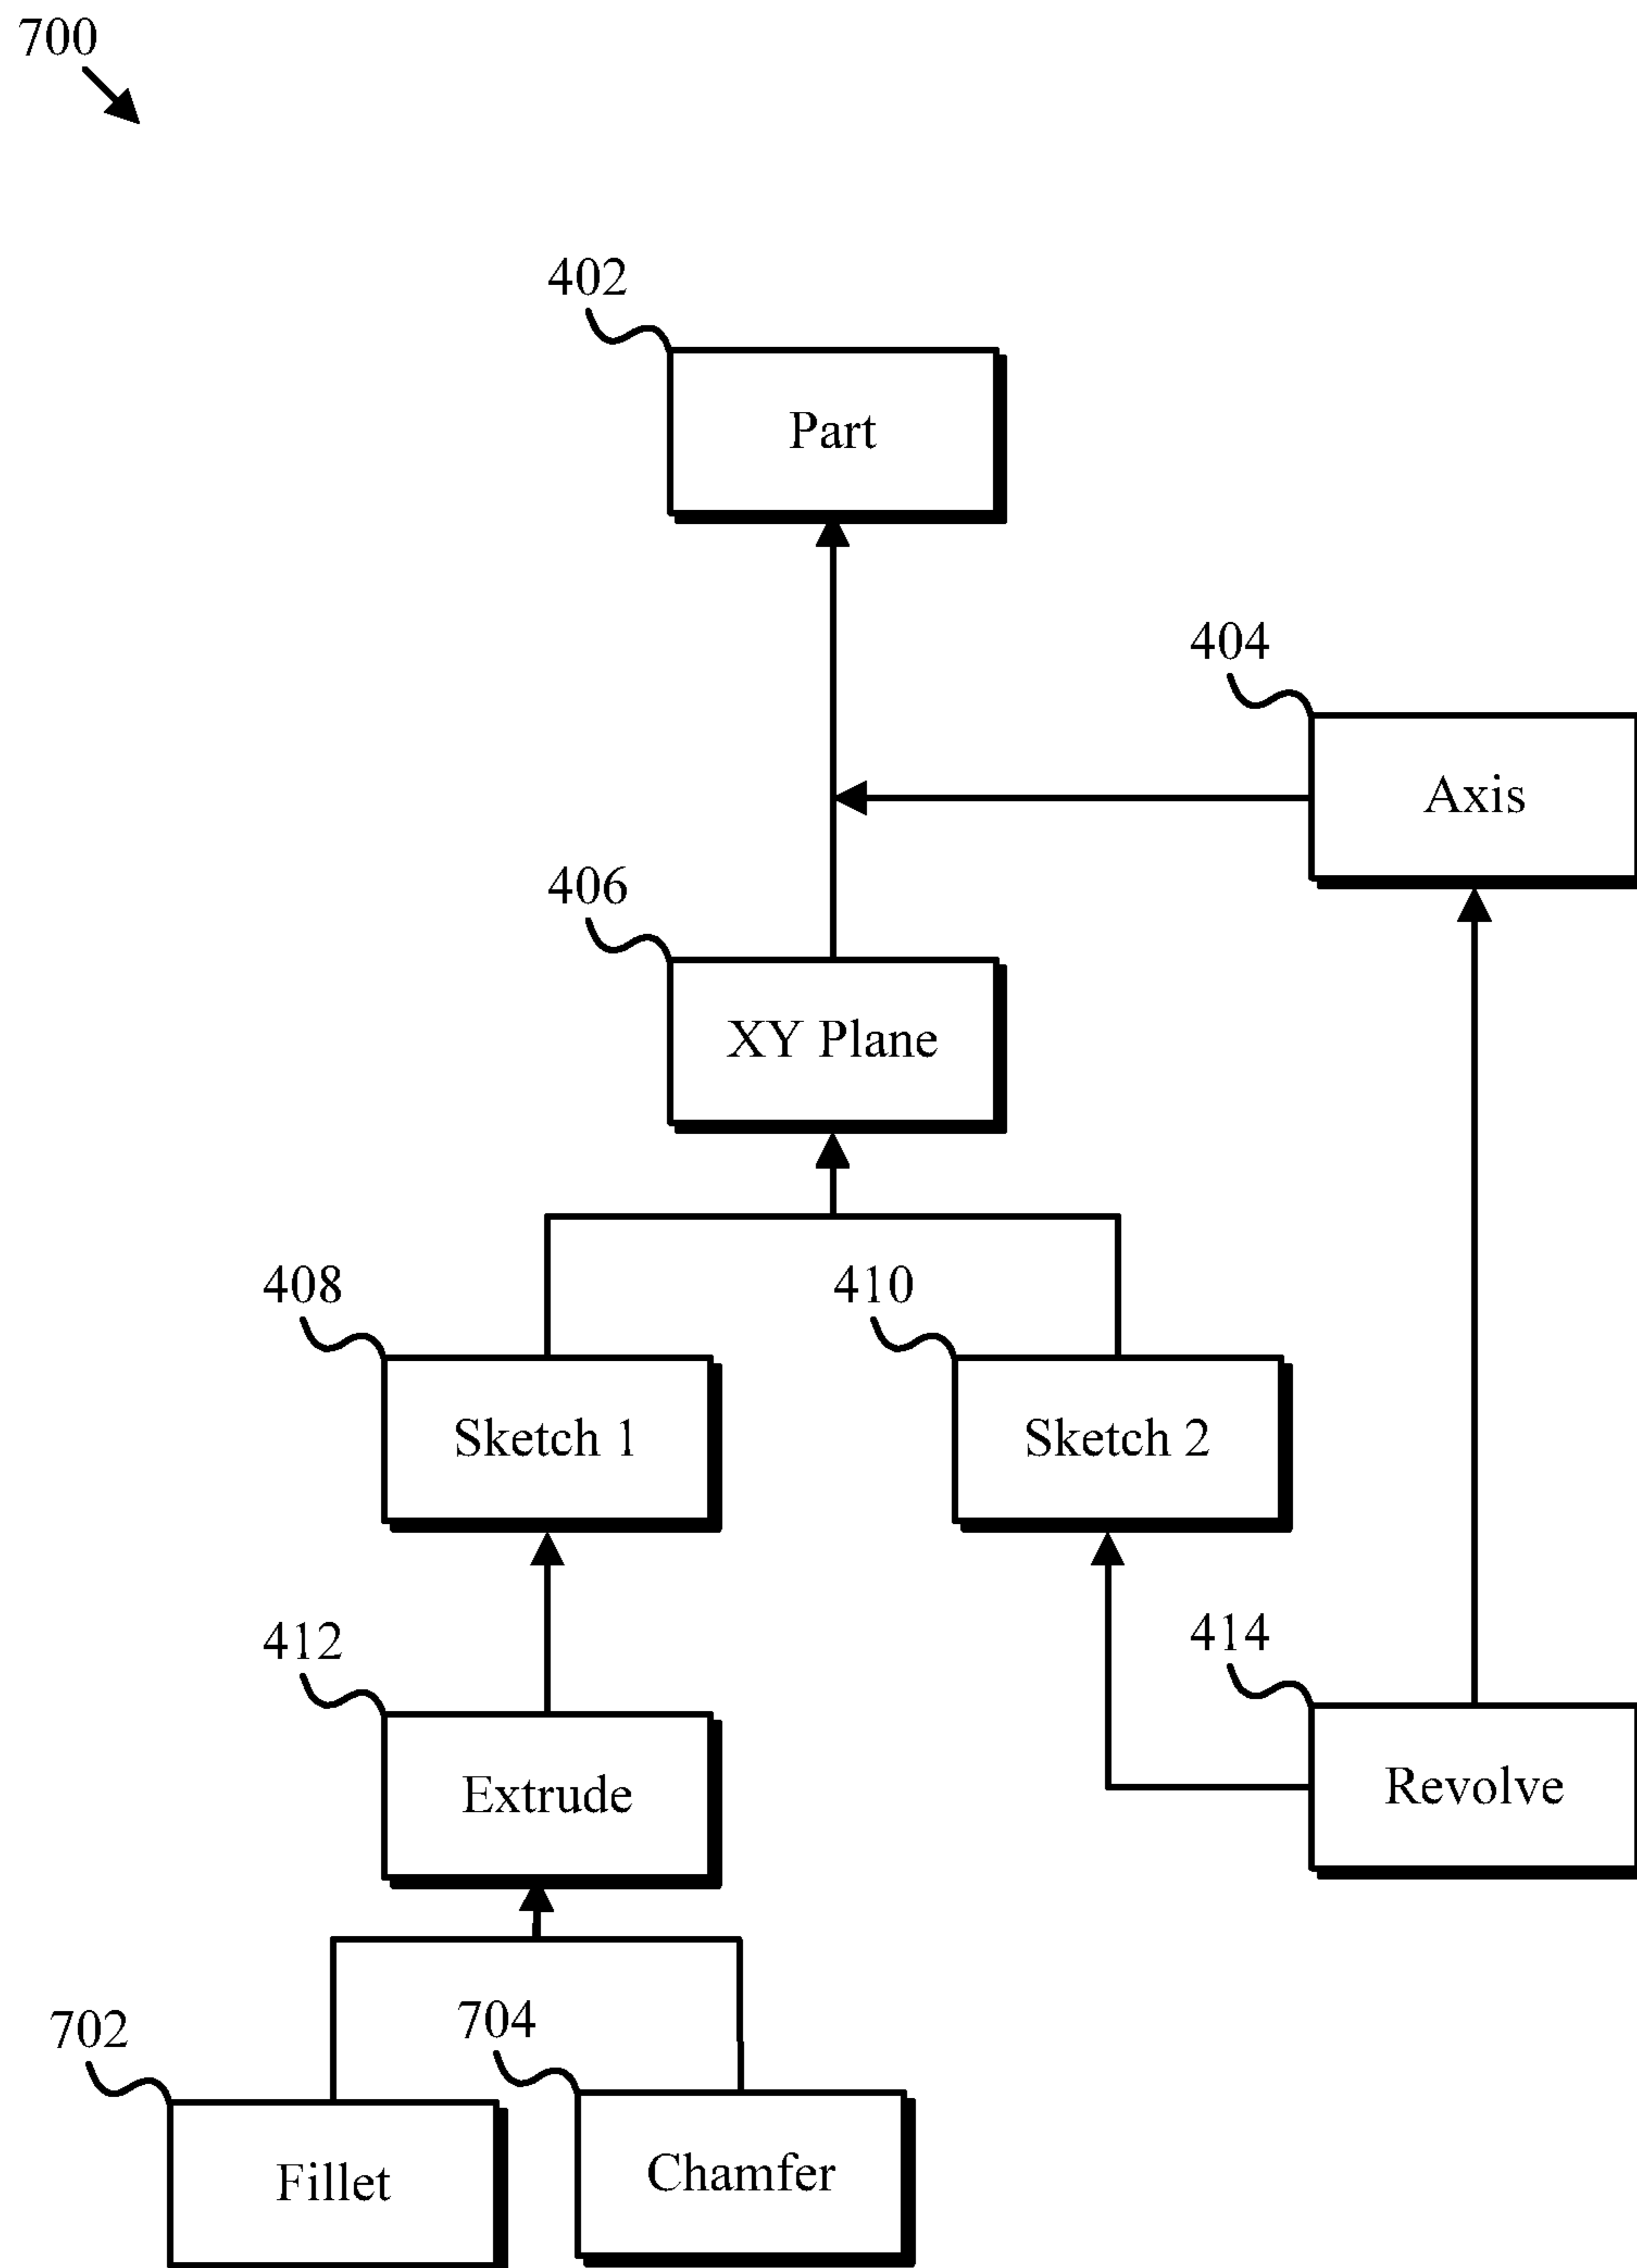 700
402
Part
404
Axis
406
XY Plane
408
410
Sketch 1
Sketch 2
412
414
Extrude
Revolve
702
704
Fillet
Chamfer